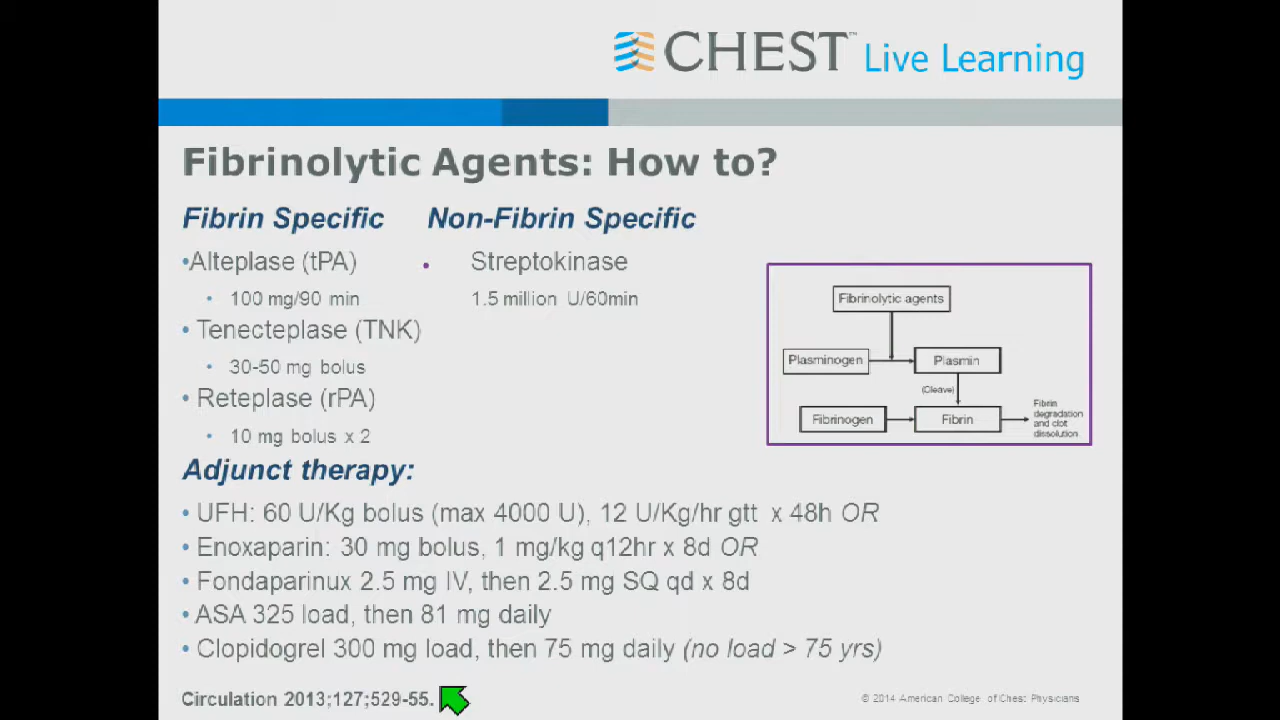 CHEST™ Live Learning
Fibrinolytic Agents: How to?
Fibrin Specific
•Alteplase (tPA)
• 100 mg/90 min
• Tenecteplase (TNK)
• 30-50 mg bolus
• Reteplase (rPA)
• 10 mg bolus x 2
Non-Fibrin Specific
• Streptokinase
1.5 million U/60min
Fibrinolytic agents
Plasminogen
Plasmin
(Cleave)
Fibrinogen
Fibrin
Fibrin
degradation
and clot
dissolution
Adjunct therapy:
• UFH: 60 U/Kg bolus (max 4000 U), 12 U/Kg/hr gtt x 48h OR
• Enoxaparin: 30 mg bolus, 1 mg/kg q12hr x 8d OR
• Fondaparinux 2.5 mg IV, then 2.5 mg SQ qd x 8d
• ASA 325 load, then 81 mg daily
• Clopidogrel 300 mg load, then 75 mg daily (no load > 75 yrs)
Circulation 2013;127;529-55.
© 2014 American College of Chest Physicians